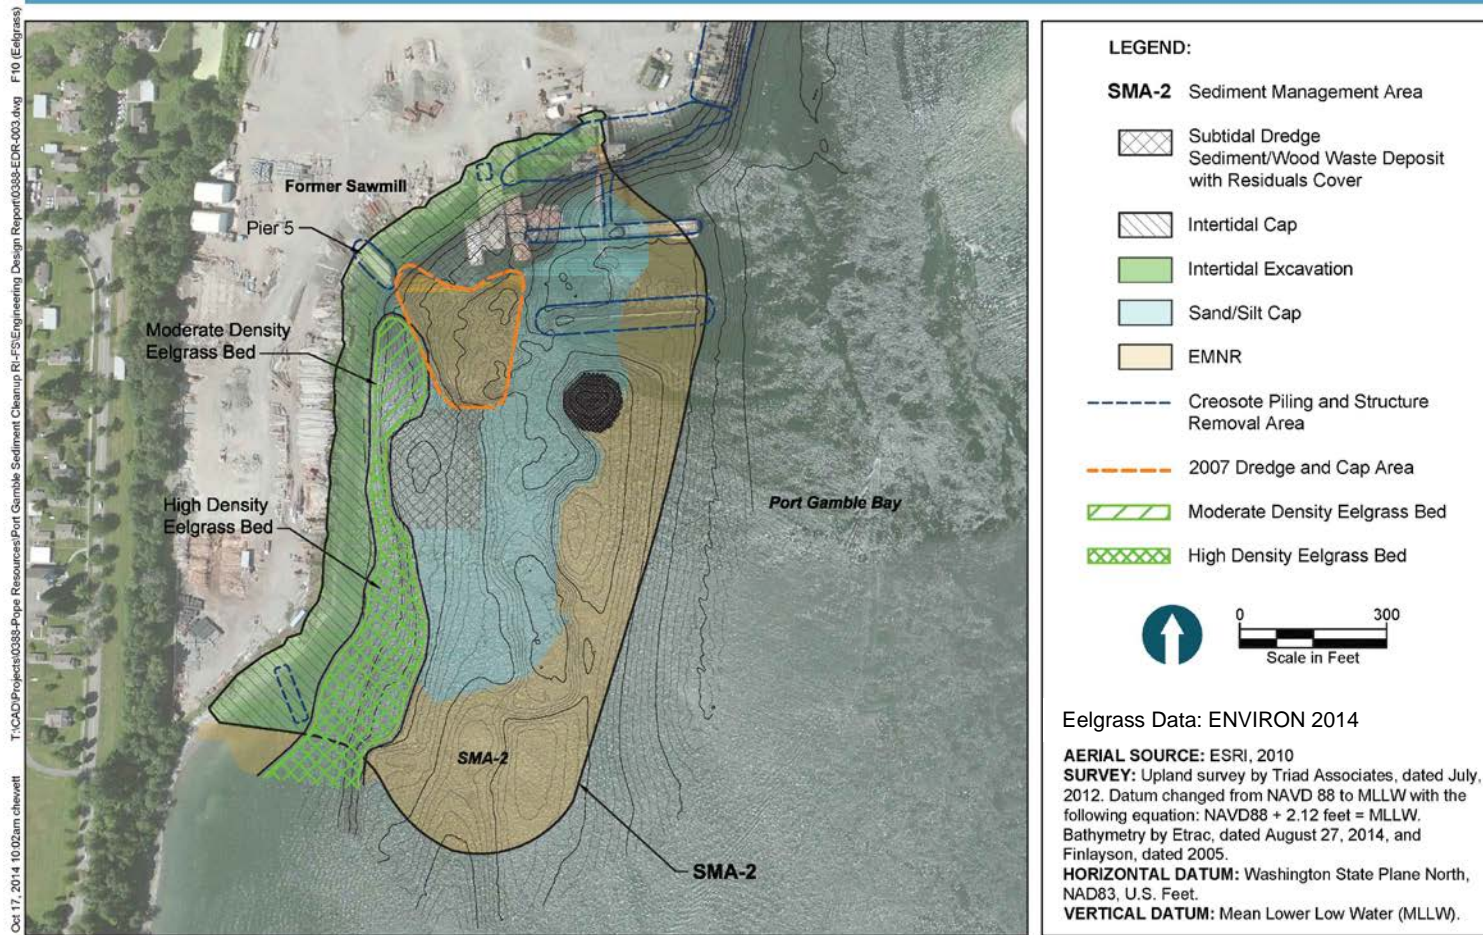 T:\CAD\Projects\0388-Pope Resources\Port Gamble Sediment Cleanup RI-FS\Engineering Design Report\0388-EDR-003.dwg F10 (Eelgrass)
Oct 17, 2014 10:02am chewett
Former Sawmill
Pier 5
Moderate Density
Eelgrass Bed
High Density
Eelgrass Bed
Port Gamble Bay
SMA-2
SMA-2
LEGEND:
SMA-2 Sediment Management Area
Subtidal Dredge
Sediment/Wood Waste Deposit
with Residuals Cover
Intertidal Cap
Intertidal Excavation
Sand/Silt Cap
EMNR
Creosote Piling and Structure
Removal Area
2007 Dredge and Cap Area
Moderate Density Eelgrass Bed
High Density Eelgrass Bed
0 300
Scale in Feet
Eelgrass Data: ENVIRON 2014
AERIAL SOURCE: ESRI, 2010
SURVEY: Upland survey by Triad Associates, dated July,
2012. Datum changed from NAVD 88 to MLLW with the
following equation: NAVD88 + 2.12 feet = MLLW.
Bathymetry by Etrac, dated August 27, 2014, and
Finlayson, dated 2005.
HORIZONTAL DATUM: Washington State Plane North,
NAD83, U.S. Feet.
VERTICAL DATUM: Mean Lower Low Water (MLLW).